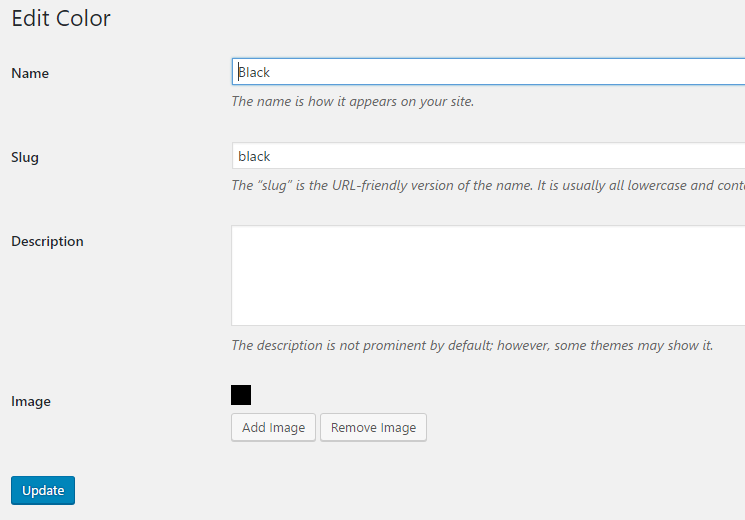 Edit Color
Name
Black
The name is how it appears on your site.
Slug
black
The “slug” is the URL-friendly version of the name. It is usually all lowercase and
Description
The description is not prominent by default; however, some themes may show it.
Image
Add Image
Remove Image
Update